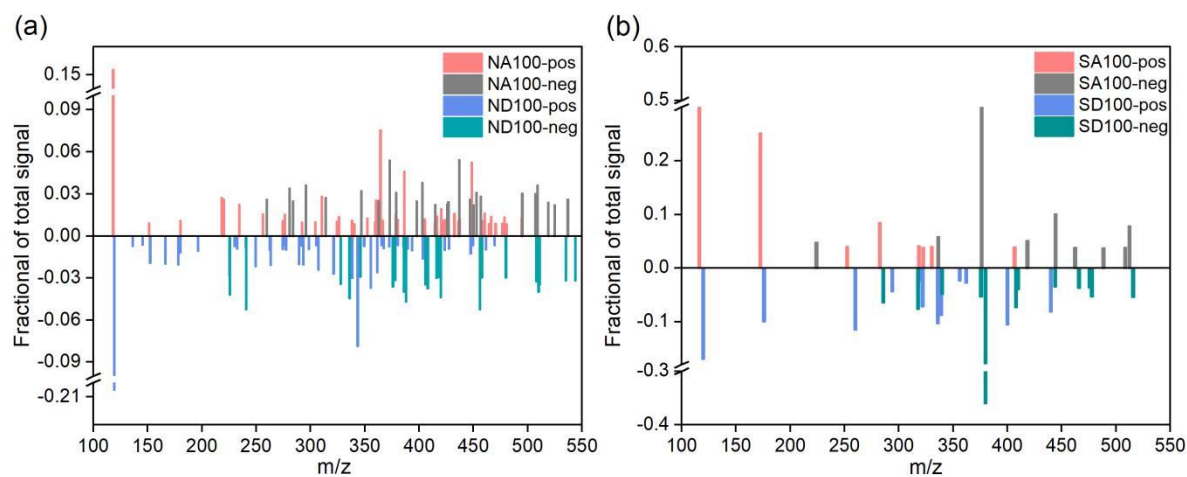 (a)
Fractional of total signal
0.15
0.09
0.06
0.03
0.00
-0.03
-0.06
-0.09
-0.21
NA100-pos
NA100-neg
ND100-pos
ND100-neg
100 150 200 250 300 350 400 450 500 550
m/z
(b)
Fractional of total signal
0.6
0.5
0.2
0.1
0.0
-0.1
-0.3
-0.4
SA100-pos
SA100-neg
SD100-pos
SD100-neg
100 150 200 250 300 350 400 450 500 550
m/z